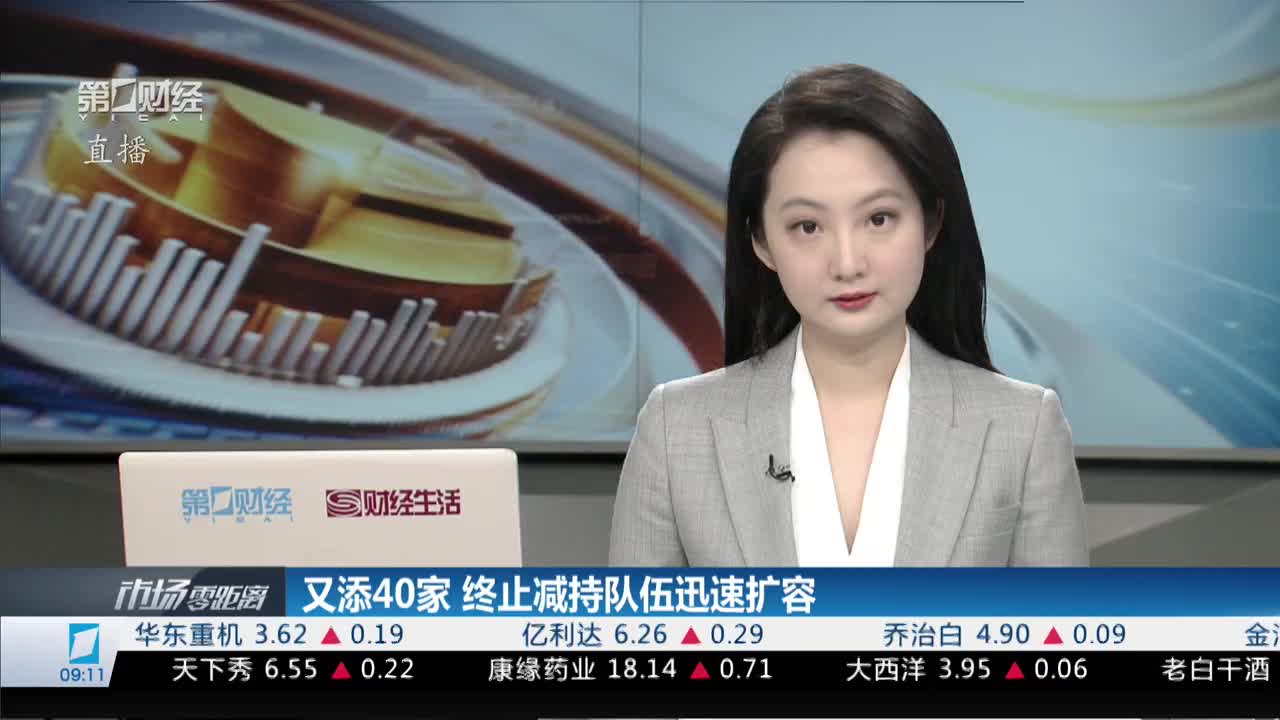 第一财经
YICAI
直播
第一财经
YICAI
财经生活
市场零距离
又添40家 终止减持队伍迅速扩容
华东重机 3.62 ▲ 0.19 亿利达 6.26 ▲ 0.29 乔治白 4.90 ▲ 0.09
09:11
天下秀 6.55 ▲ 0.22 康缘药业 18.14 ▲ 0.71 大西洋 3.95 ▲ 0.06 老白干酒